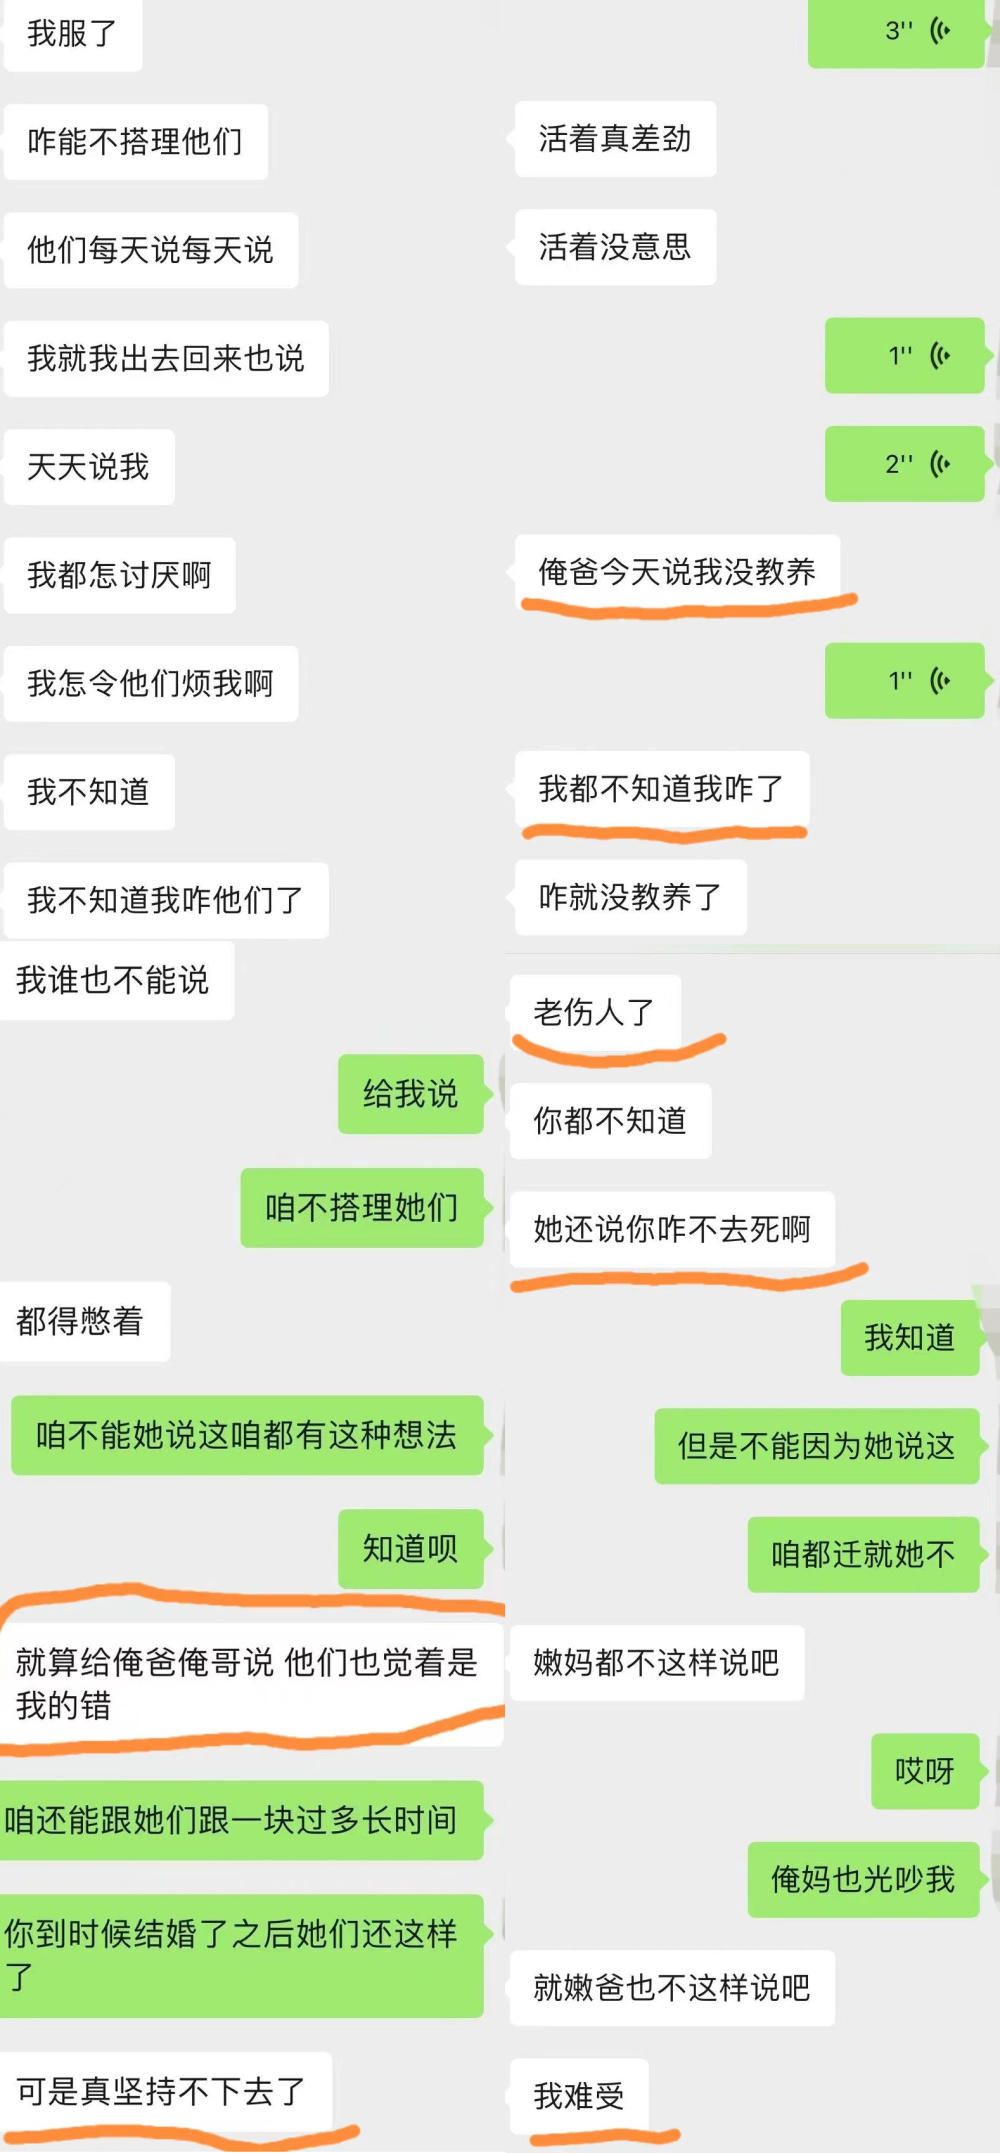 我服了
咋能不搭理他们
他们每天说每天说
我就我出去回来也说
天天说我
我都怎讨厌啊
我怎令他们烦我啊
我不知道
我不知道我咋他们了
我谁也不能说
给我说
咱不搭理她们
都得憋着
咱不能她说这咱都有这种想法
知道呗
就算给俺爸俺哥说 他们也觉着是
我的错
咱还能跟她们跟一块过多长时间
你到时候结婚了之后她们还这样
了
可是真坚持不下去了
3''
活着真差劲
活着没意思
1''
2''
俺爸今天说我没教养
1''
我都不知道我咋了
咋就没教养了
老伤人了
你都不知道
她还说你咋不去死啊
我知道
但是不能因为她说这
咱都迁就她不
嫩妈都不这样说吧
哎呀
俺妈也光吵我
就嫩爸也不这样说吧
我难受